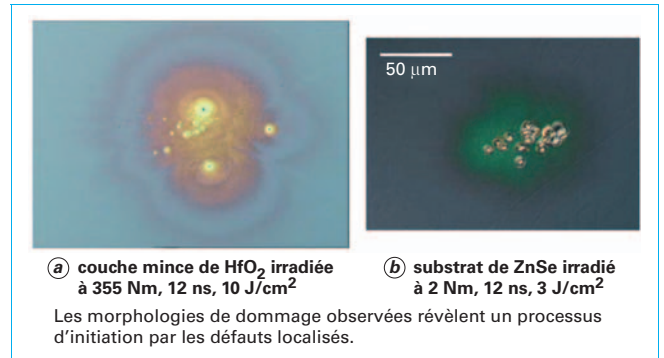 50 µm
ⓐ couche mince de HfO₂ irradiée
à 355 Nm, 12 ns, 10 J/cm²
ⓑ substrat de ZnSe irradié
à 2 Nm, 12 ns, 3 J/cm²
Les morphologies de dommage observées révèlent un processus
d'initiation par les défauts localisés.